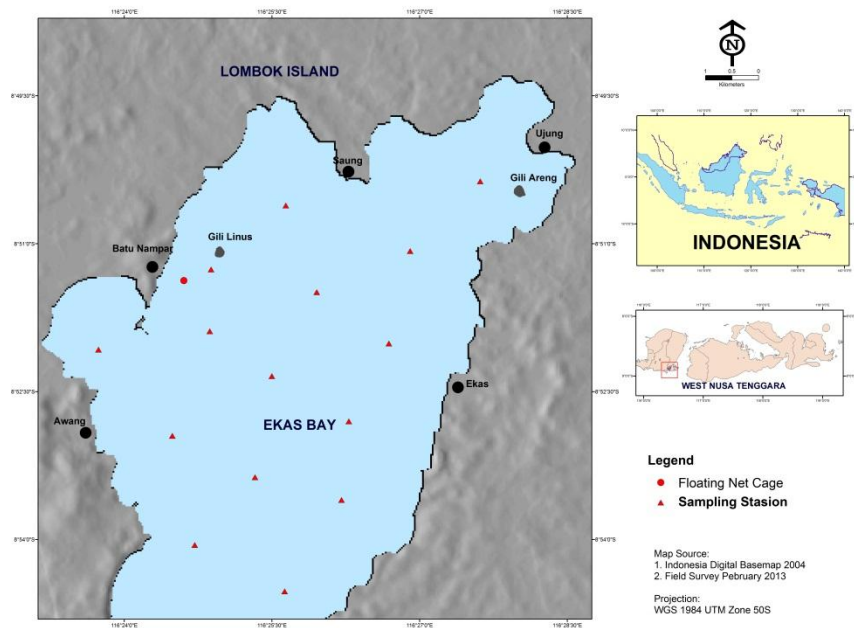 116°24'0"E 116°25'30"E 116°27'0"E 116°28'30"E
LOMBOK ISLAND
8°49'30"S 8°49'30"S
Ujung
Saung
Gili Areng
Gili Linus
8°51'0"S 8°51'0"S
Batu Nampar
8°52'30"S 8°52'30"S
Ekas
Awang
EKAS BAY
8°54'0"S 8°54'0"S
116°24'0"E 116°25'30"E 116°27'0"E 116°28'30"E
N
1 0.5 0
Kilometers
INDONESIA
WEST NUSA TENGGARA
Legend
Floating Net Cage
Sampling Stasion
Map Source:
1. Indonesia Digital Basemap 2004
2. Field Survey Pebruary 2013
Projection:
WGS 1984 UTM Zone 50S